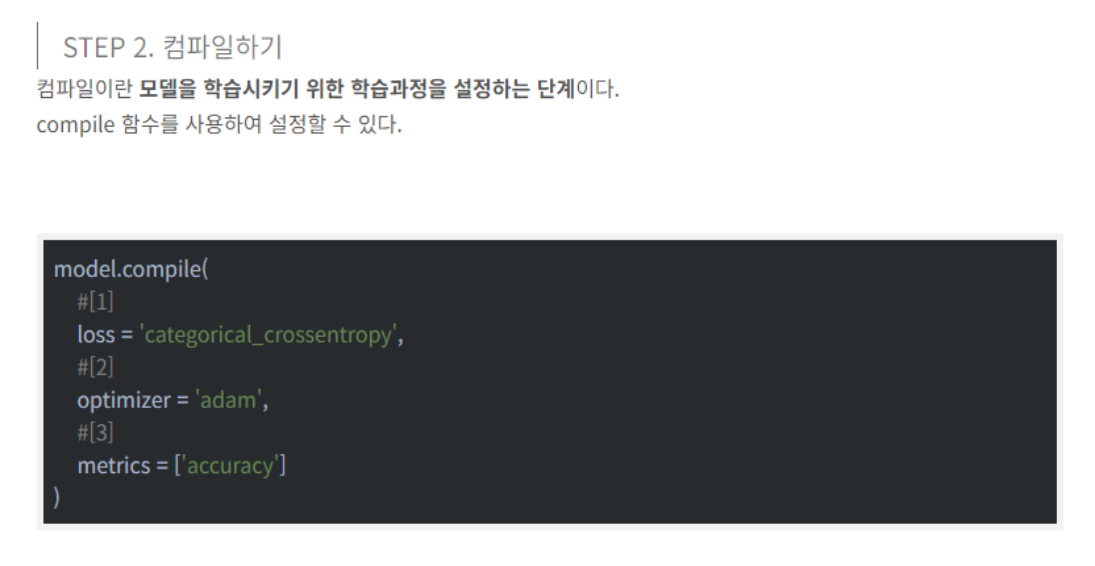 STEP 2. 컴파일하기
컴파일이란 모델을 학습시키기 위한 학습과정을 설정하는 단계이다.
compile 함수를 사용하여 설정할 수 있다.
model.compile(
#[1]
loss = 'categorical_crossentropy',
#[2]
optimizer = 'adam',
#[3]
metrics = ['accuracy']
)